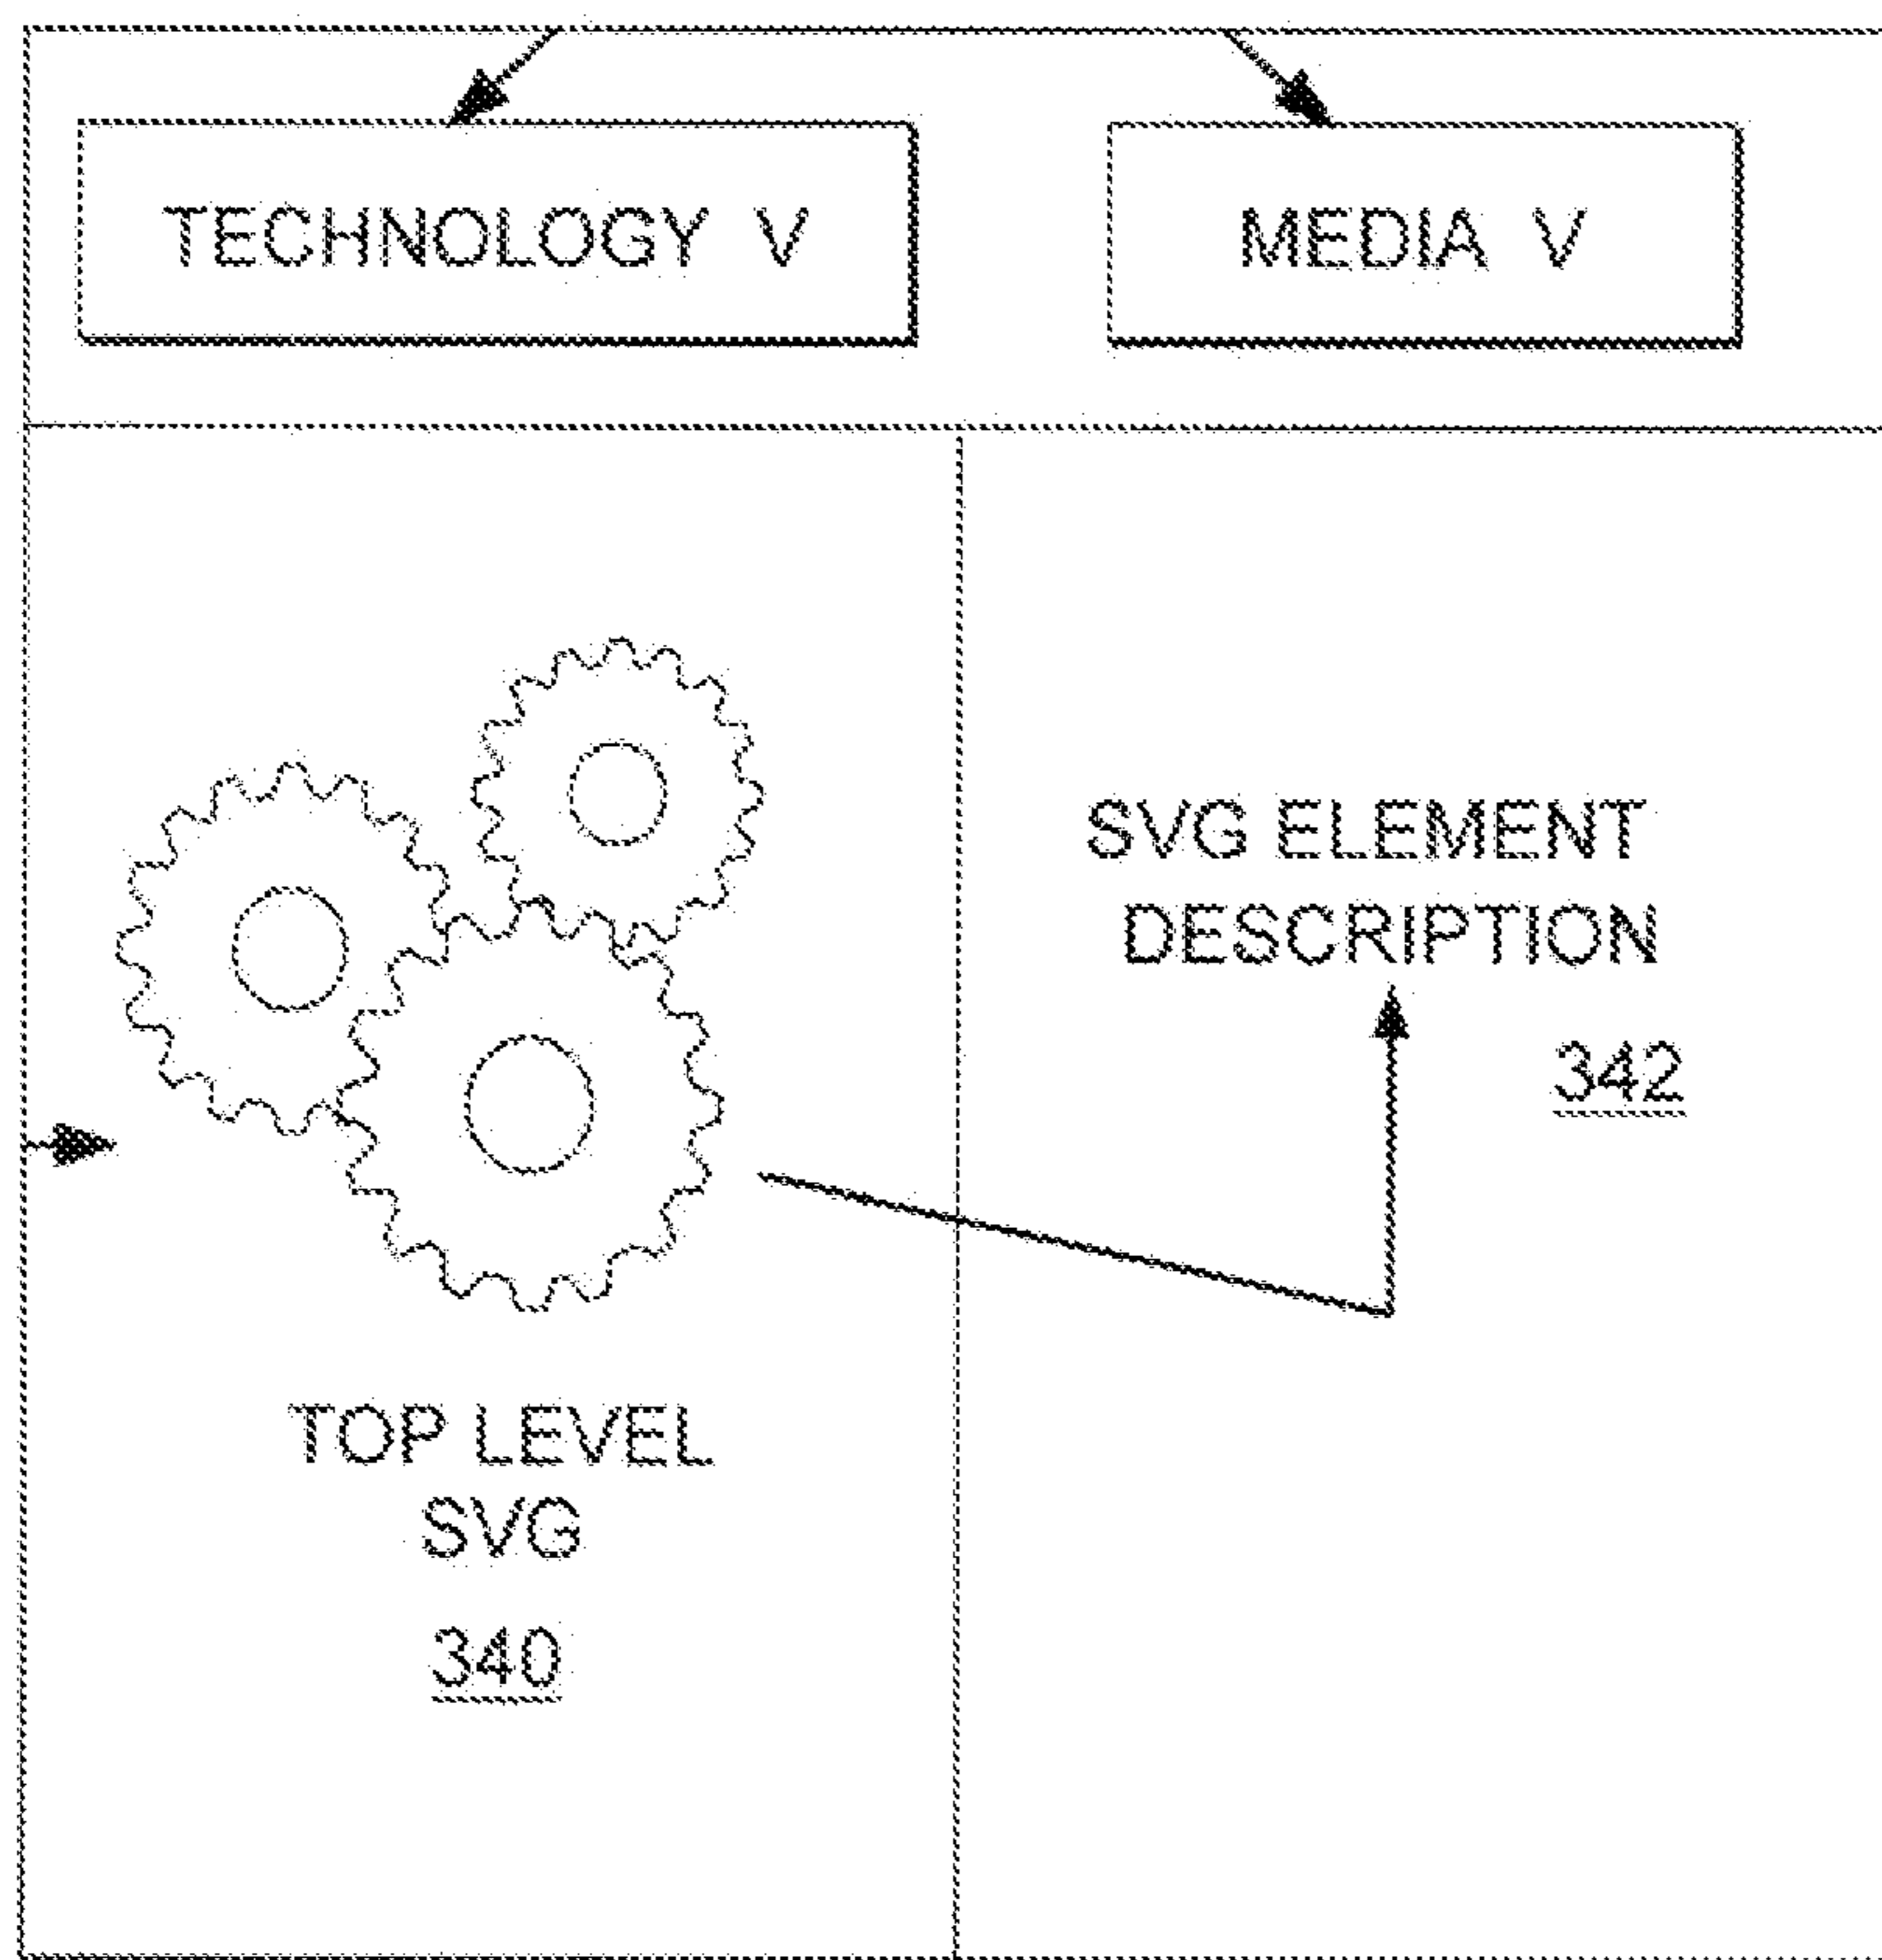 TECHNOLOGY V
MEDIA V
SVG ELEMENT
DESCRIPTION
342
TOP LEVEL
SVG
340